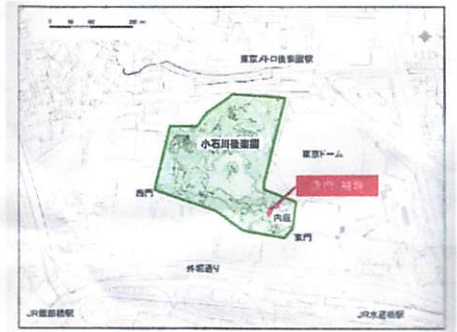 東京メトロ後楽園駅
小石川後楽園
東京ドーム
西門
内庭
東門
外堀通り
JR飯田橋駅
JR水道橋駅